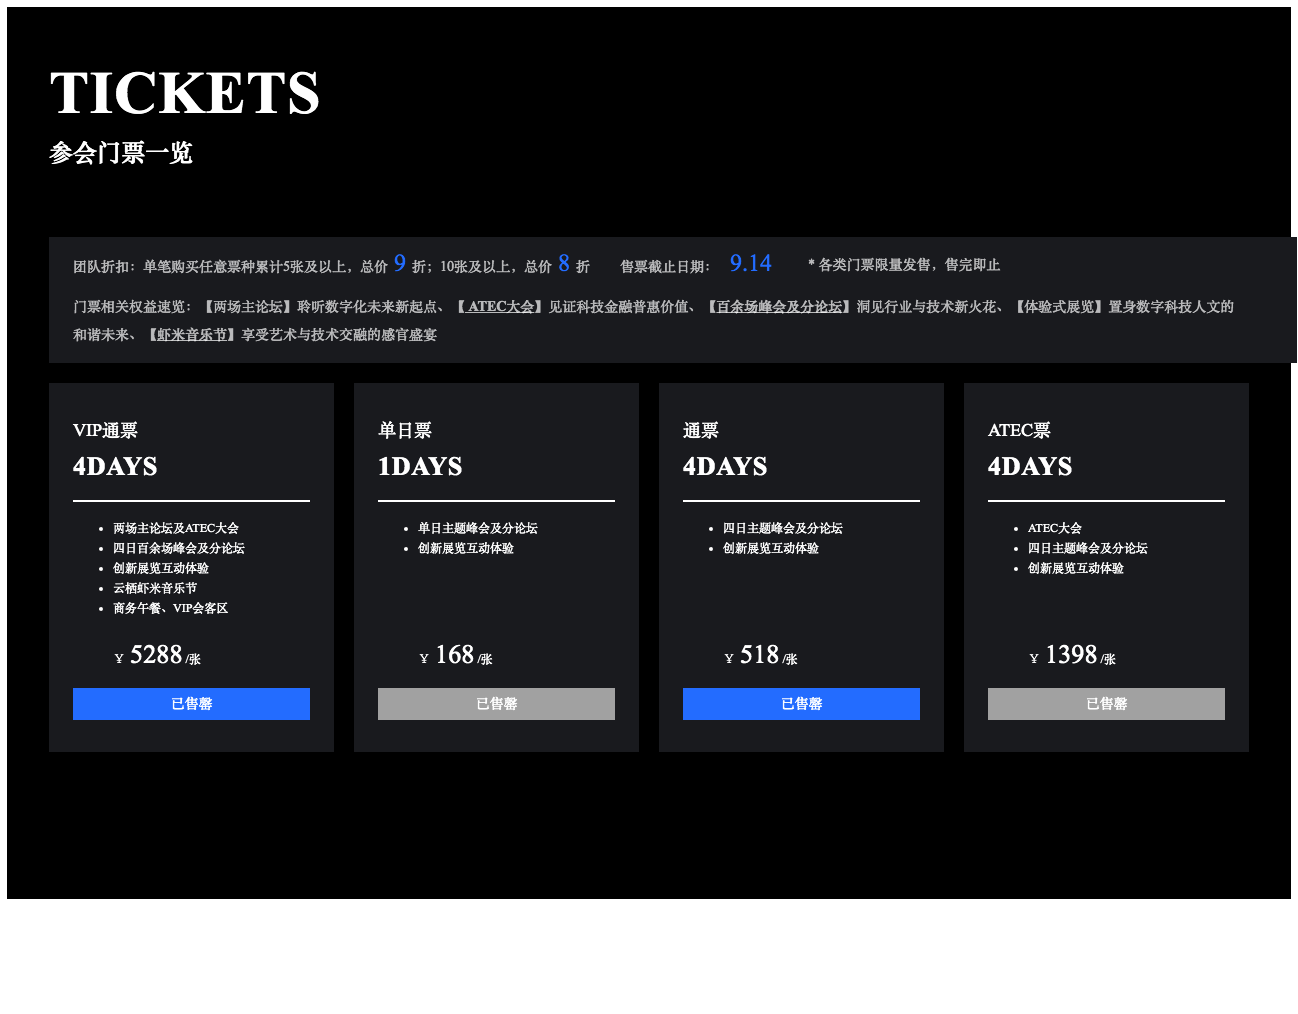 TICKETS
参会门票一览
团队折扣：单笔购买任意票种累计5张及以上，总价 9 折；10张及以上，总价 8 折 售票截止日期： 9.14 * 各类门票限量发售，售完即止
门票相关权益速览：【两场主论坛】聆听数字化未来新起点、【 ATEC大会】见证科技金融普惠价值、【百余场峰会及分论坛】洞见行业与技术新火花、【体验式展览】置身数字科技人文的
和谐未来、【虾米音乐节】享受艺术与技术交融的感官盛宴
VIP通票
4DAYS
• 两场主论坛及ATEC大会
• 四日百余场峰会及分论坛
• 创新展览互动体验
• 云栖虾米音乐节
• 商务午餐、VIP会客区
¥ 5288 /张
已售罄
单日票
1DAYS
• 单日主题峰会及分论坛
• 创新展览互动体验
¥ 168 /张
已售罄
通票
4DAYS
• 四日主题峰会及分论坛
• 创新展览互动体验
¥ 518 /张
已售罄
ATEC票
4DAYS
• ATEC大会
• 四日主题峰会及分论坛
• 创新展览互动体验
¥ 1398 /张
已售罄